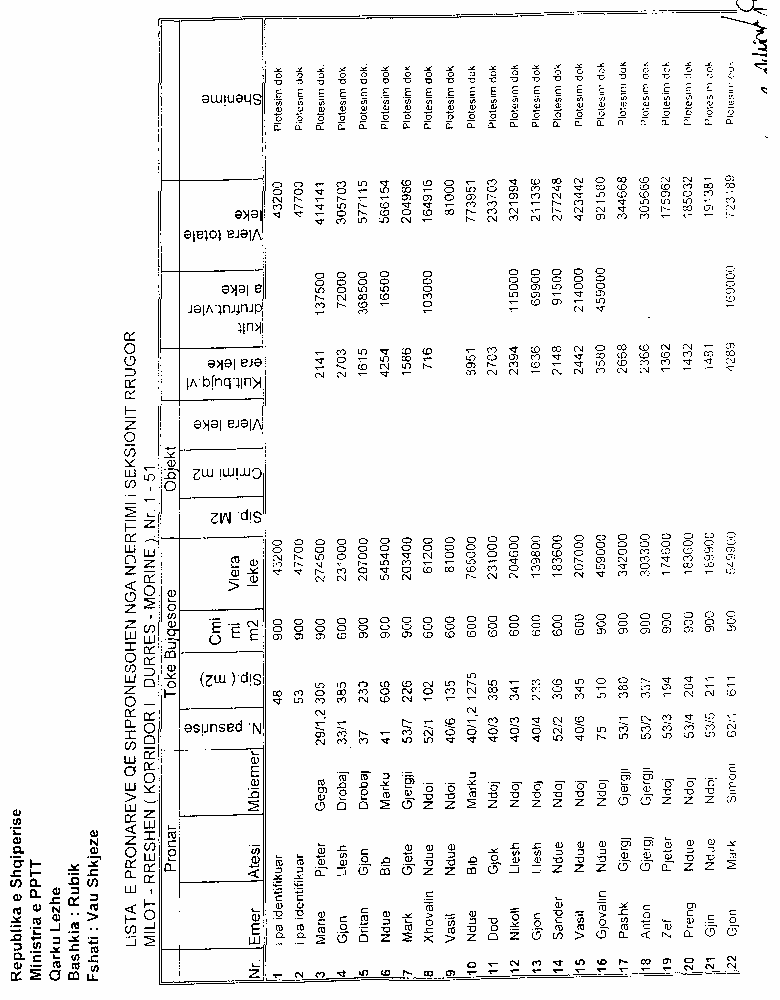 Republika e Shqiperise
Ministria e PPTT
Qarku Lezhe
Bashkia : Rubik
Fshati : Vau Shkjeze
LISTA E PRONAREVE QE SHPRONESOHEN NGA NDERTIMI i SEKSIONIT RRUGOR
MILOT - RRESHEN ( KORRIDOR I DURRES - MORINE ). Nr. 1 - 51
Pronar Toke Bujqesore Objekt
Nr. Emer Atesi Mbiemer N. pasurise Sip.( m2) Cmi mi m2 Vlera leke Sip. M2 Cmimi m2 Vlera leke Kult.bujq.vl era leke kult drufrut.vler a leke Vlera totale leke Shenime
1 i pa identifikuar 48 900 43200 43200 Plotesim dok.
2 i pa identifikuar 53 900 47700 47700 Plotesim dok.
3 Marie Pjeter Gega 29/1,2 305 900 274500 2141 137500 414141 Plotesim dok.
4 Gjon Llesh Drobaj 33/1 385 600 231000 2703 72000 305703 Plotesim dok.
5 Dritan Gjon Drobaj 37 230 900 207000 1615 368500 577115 Plotesim dok.
6 Ndue Bib Marku 41 606 900 545400 4254 16500 566154 Plotesim dok.
7 Mark Gjete Gjergji 53/7 226 900 203400 1586 204986 Plotesim dok
8 Xhovalin Ndue Ndoi 52/1 102 600 61200 716 103000 164916 Plotesim dok
9 Vasil Ndue Ndoi 40/6 135 600 81000 81000 Plotesim dok.
10 Ndue Bib Marku 40/1,2 1275 600 765000 8951 773951 Plotesim dok.
11 Dod Gjok Ndoj 40/3 385 600 231000 2703 233703 Plotesim dok.
12 Nikoll Llesh Ndoj 40/3 341 600 204600 2394 115000 321994 Plotesim dok.
13 Gjon Llesh Ndoj 40/4 233 600 139800 1636 69900 211336 Plotesim dok
14 Sander Ndue Ndoj 52/2 306 600 183600 2148 91500 277248 Plotesim dok
15 Vasil Ndue Ndoj 40/6 345 600 207000 2442 214000 423442 Plotesim dok.
16 Gjovalin Ndue Ndoj 75 510 900 459000 3580 459000 921580 Plotesim dok
17 Pashk Gjergj Gjergji 53/1 380 900 342000 2668 344668 Plotesim dok
18 Anton Gjergj Gjergji 53/2 337 900 303300 2366 305666 Plotesim dok
19 Zef Pjeter Ndoj 53/3 194 900 174600 1362 175962 Plotesim dok
20 Preng Ndue Ndoj 53/4 204 900 183600 1432 185032 Plotesim dok
21 Gjin Ndue Ndoj 53/5 211 900 189900 1481 191381 Plotesim dok
22 Gjon Mark Simoni 62/1 611 900 549900 4289 169000 723189 Plotesim dok